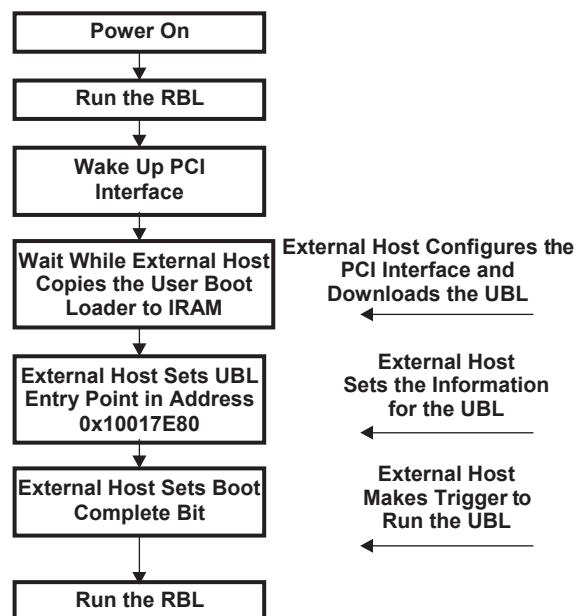 Power On
Run the RBL
Wake Up PCI
Interface
Wait While External Host
Copies the User Boot
Loader to IRAM
External Host Configures the
PCI Interface and
Downloads the UBL
External Host Sets UBL
Entry Point in Address
0x10017E80
External Host
Sets the Information
for the UBL
External Host Sets Boot
Complete Bit
External Host
Makes Trigger to
Run the UBL
Run the RBL